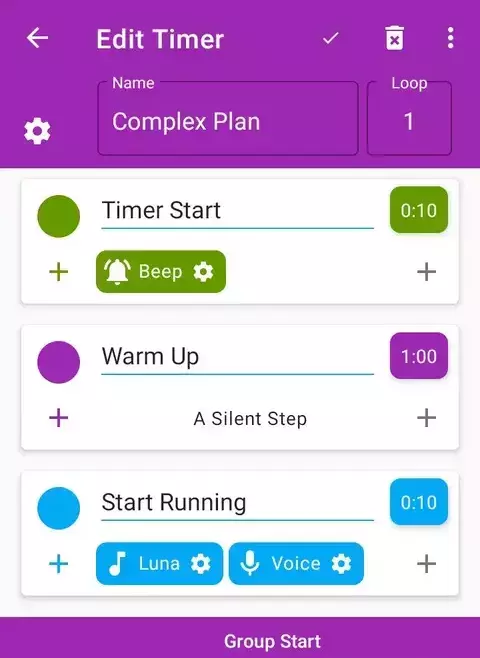 Edit Timer
Name
Loop
Complex Plan
1
Timer Start
0:10
Beep
Warm Up
1:00
A Silent Step
Start Running
0:10
Luna
Voice
Group Start